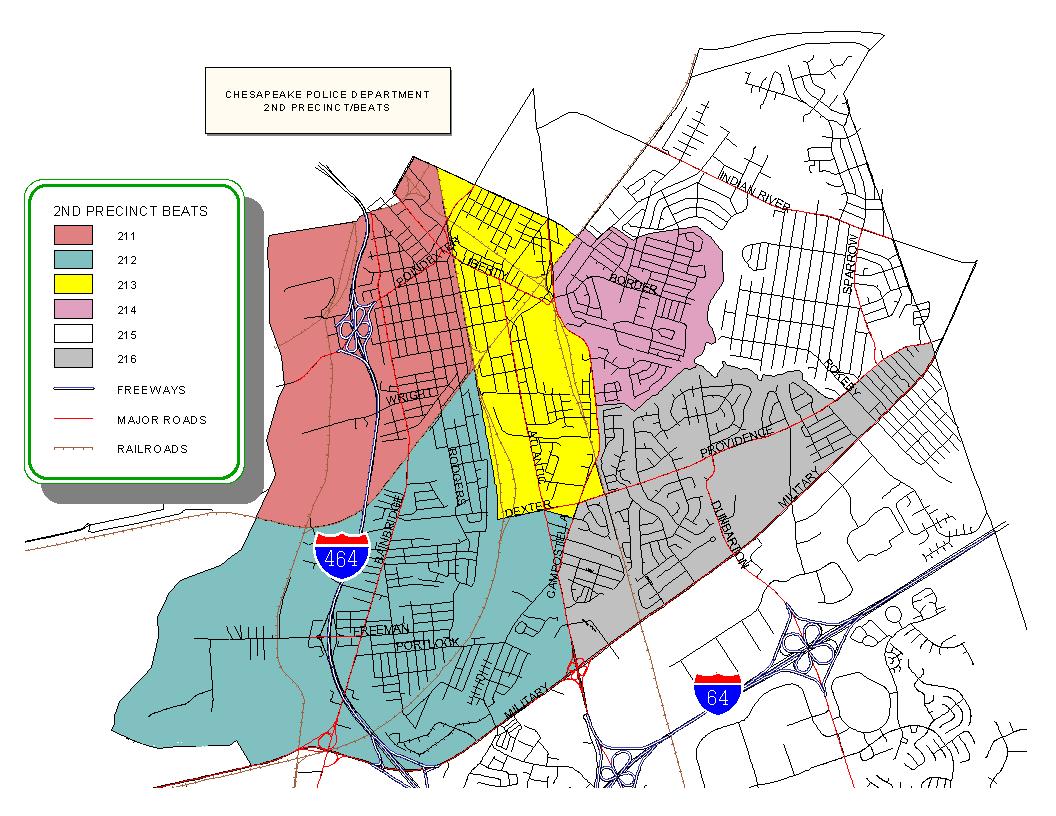 CHESAPEAKE POLICE DEPARTMENT
2ND PRECINCT/BEATS
2ND PRECINCT BEATS
211
212
213
214
215
216
FREEWAYS
MAJOR ROADS
RAILROADS
INDIAN RIVER
SPARROW
POINDEXTER
LIBERTY
BORDER
WRIGHT
ROKEBY
PROVIDENCE
ATLANTIC
RODGERS
MILITARY
DEXTER
BAINBRIDGE
CAMPOSTELLA
DUNBARTON
464
FREEMAN
PORTLOCK
MILITARY
64